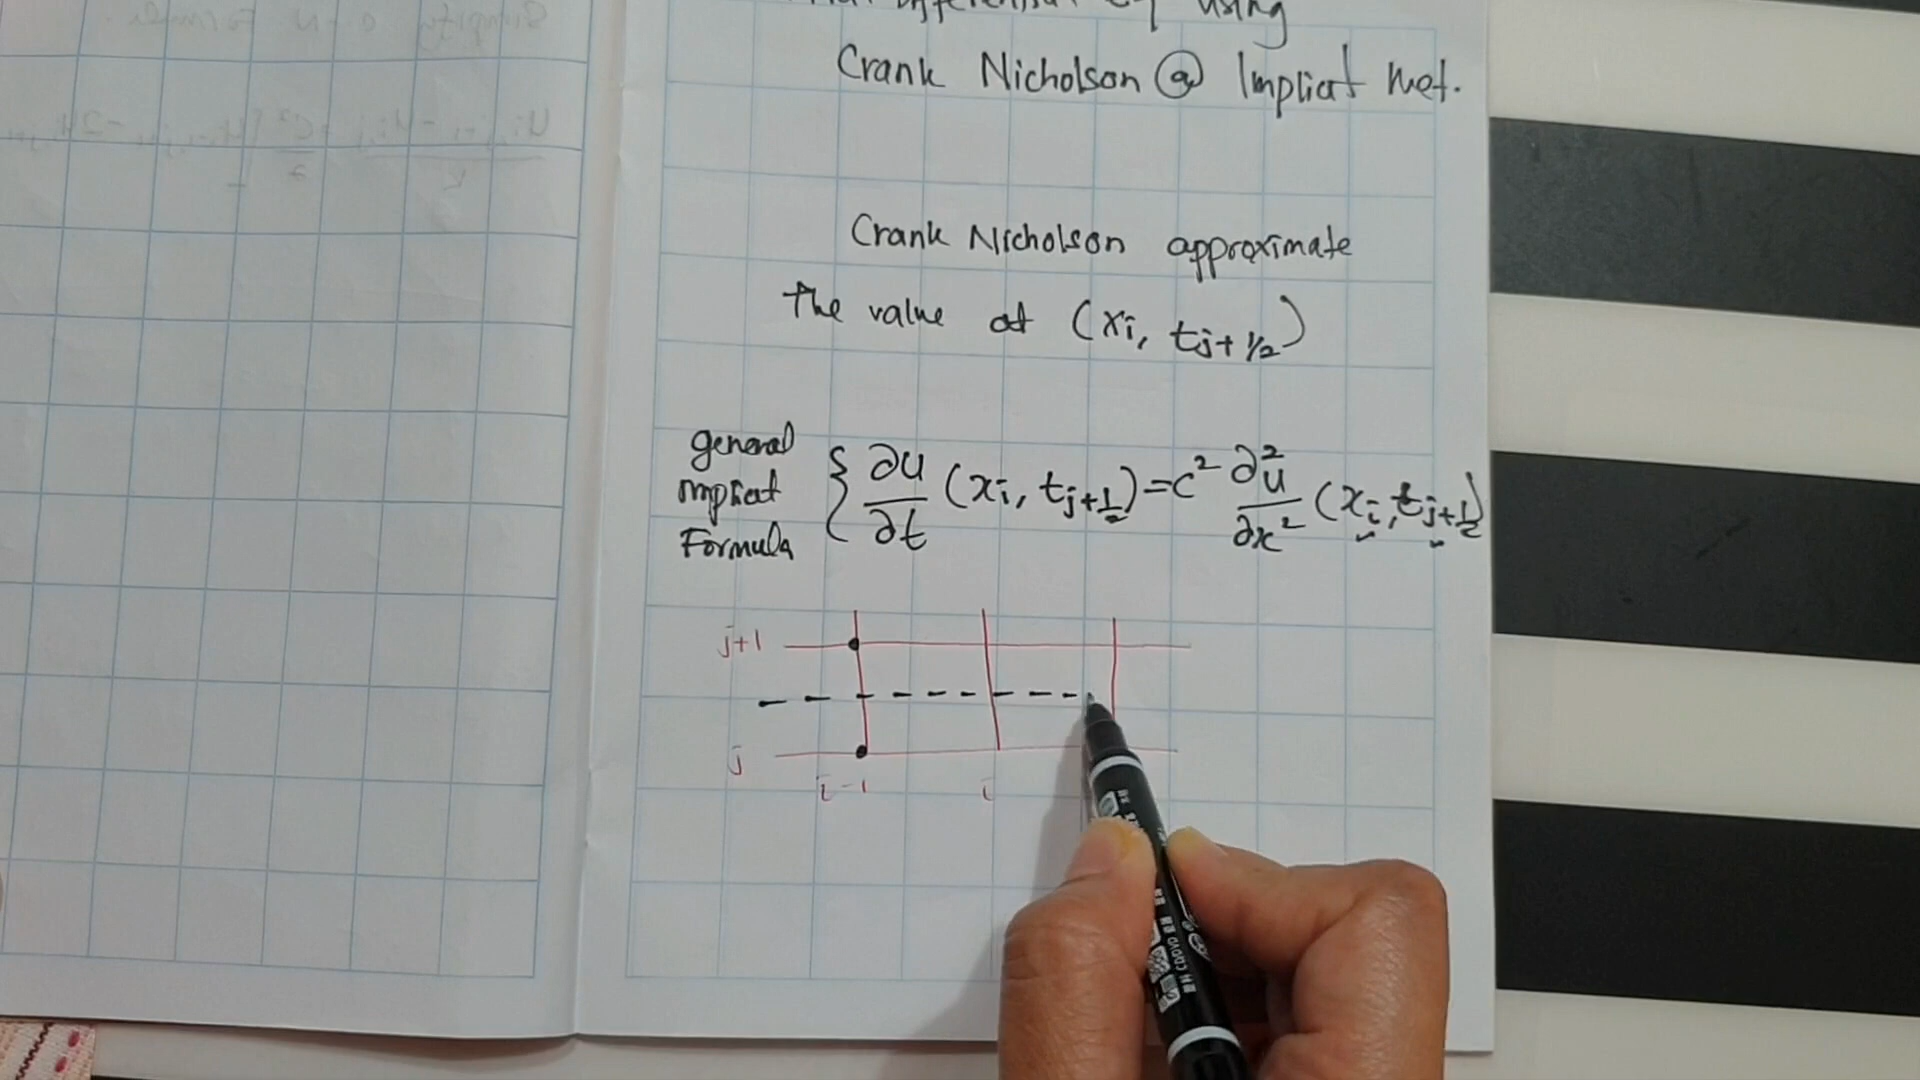 using
Crank Nicholson @ Implicit Met.
Crank Nicholson approximate
the value at (xi, tj+1/2)
general
implicit
Formula
{ ∂u/∂t (xi, tj+1/2) = c² ∂²u/∂x² (xi, tj+1/2)
j+1
j
i-1 i